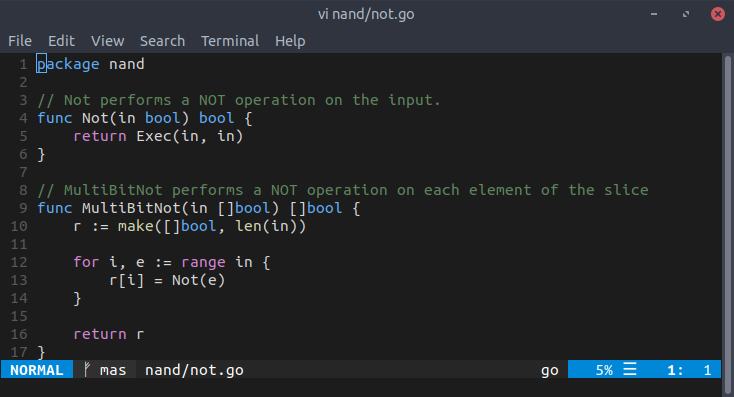 vi nand/not.go
File Edit View Search Terminal Help
1 package nand
2
3 // Not performs a NOT operation on the input.
4 func Not(in bool) bool {
5     return Exec(in, in)
6 }
7
8 // MultiBitNot performs a NOT operation on each element of the slice
9 func MultiBitNot(in []bool) []bool {
10     r := make([]bool, len(in))
11
12     for i, e := range in {
13         r[i] = Not(e)
14     }
15
16     return r
17 }
NORMAL mas nand/not.go go 5% ☰ 1: 1